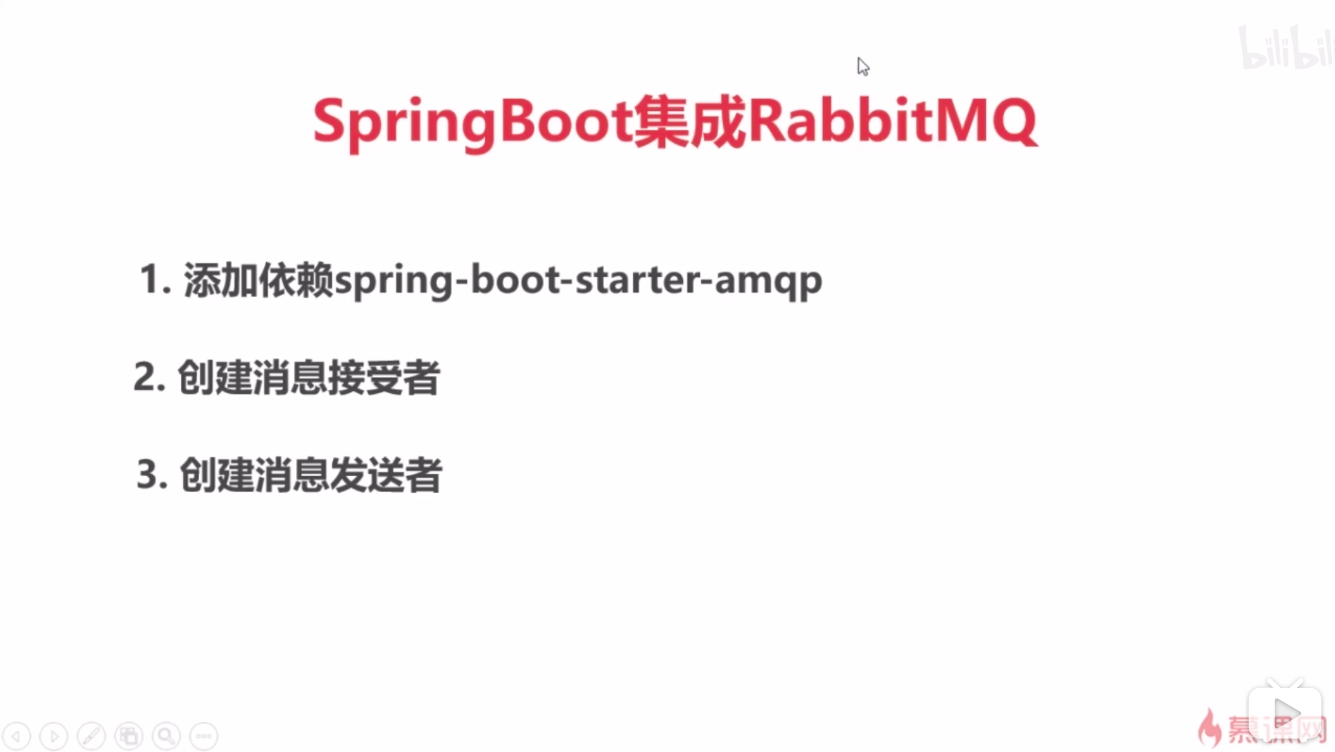 bilibili
SpringBoot集成RabbitMQ
1. 添加依赖spring-boot-starter-amqp
2. 创建消息接受者
3. 创建消息发送者
慕课网